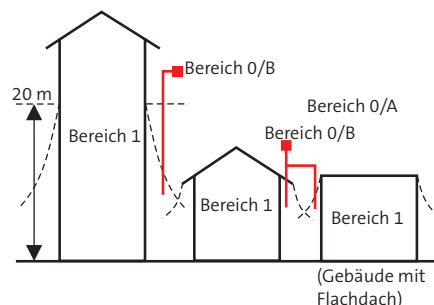 Bereich 0/B
20 m
Bereich 0/A
Bereich 0/B
Bereich 1
Bereich 1
Bereich 1
(Gebäude mit
Flachdach)